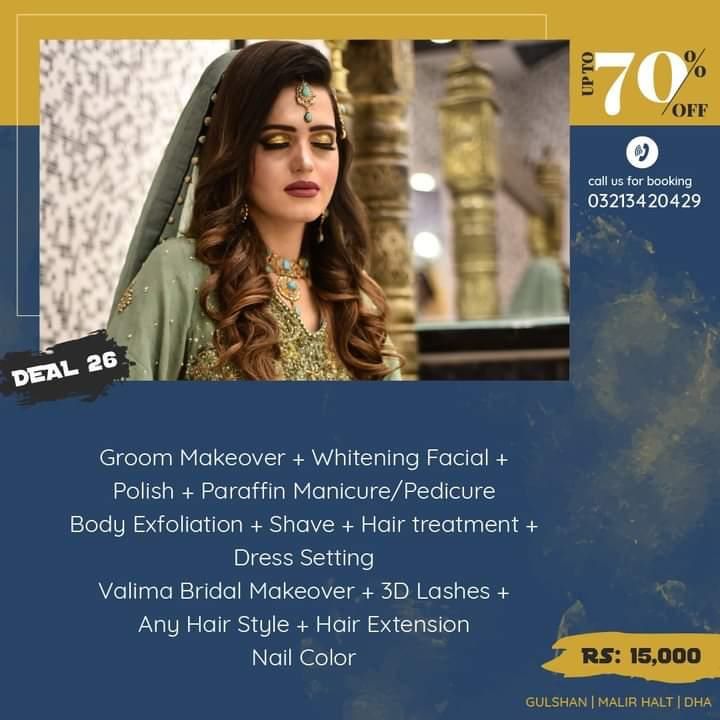 UP TO
70%
OFF
call us for booking
03213420429
DEAL 26
Groom Makeover + Whitening Facial +
Polish + Paraffin Manicure/Pedicure
Body Exfoliation + Shave + Hair treatment +
Dress Setting
Valima Bridal Makeover + 3D Lashes +
Any Hair Style + Hair Extension
Nail Color
RS: 15,000
GULSHAN | MALIR HALT | DHA